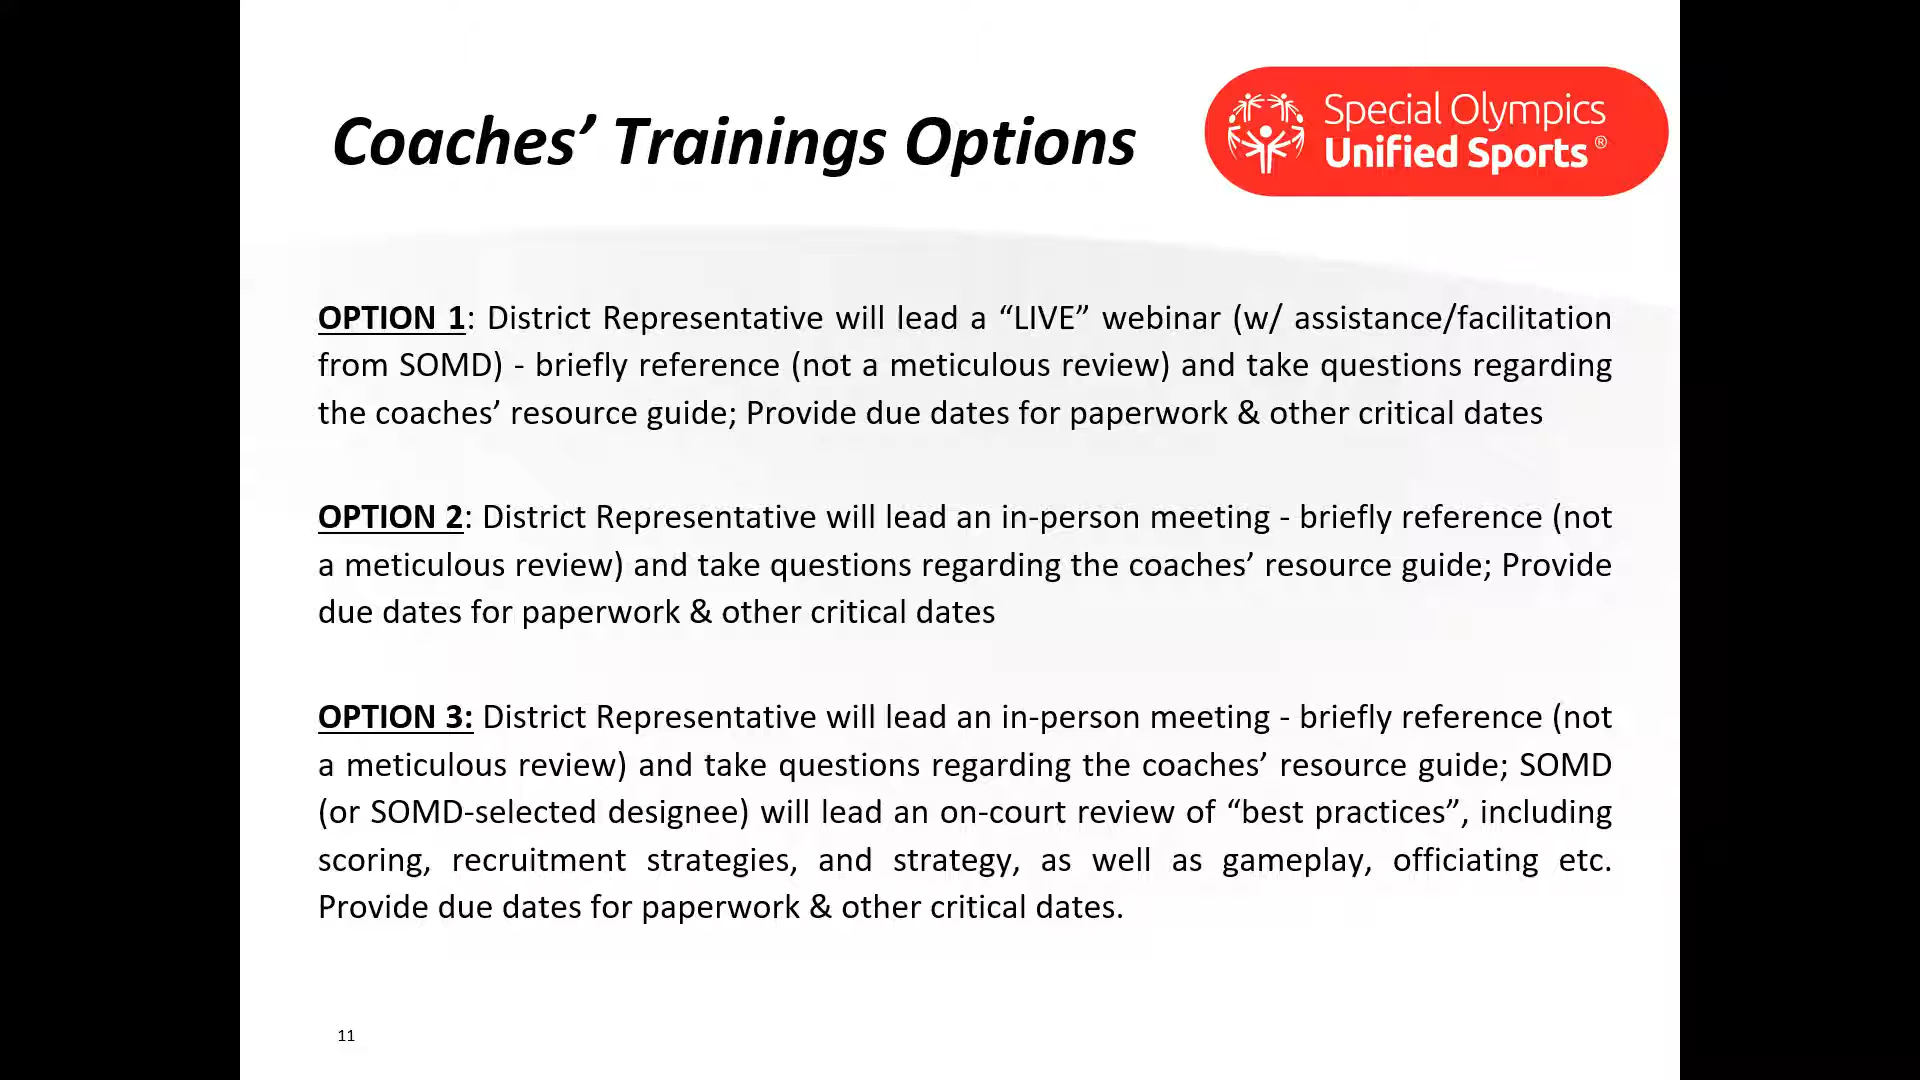 Coaches’ Trainings Options
Special Olympics
Unified Sports ®
OPTION 1: District Representative will lead a “LIVE” webinar (w/ assistance/facilitation
from SOMD) - briefly reference (not a meticulous review) and take questions regarding
the coaches’ resource guide; Provide due dates for paperwork & other critical dates
OPTION 2: District Representative will lead an in-person meeting - briefly reference (not
a meticulous review) and take questions regarding the coaches’ resource guide; Provide
due dates for paperwork & other critical dates
OPTION 3: District Representative will lead an in-person meeting - briefly reference (not
a meticulous review) and take questions regarding the coaches’ resource guide; SOMD
(or SOMD-selected designee) will lead an on-court review of “best practices”, including
scoring, recruitment strategies, and strategy, as well as gameplay, officiating etc.
Provide due dates for paperwork & other critical dates.
11